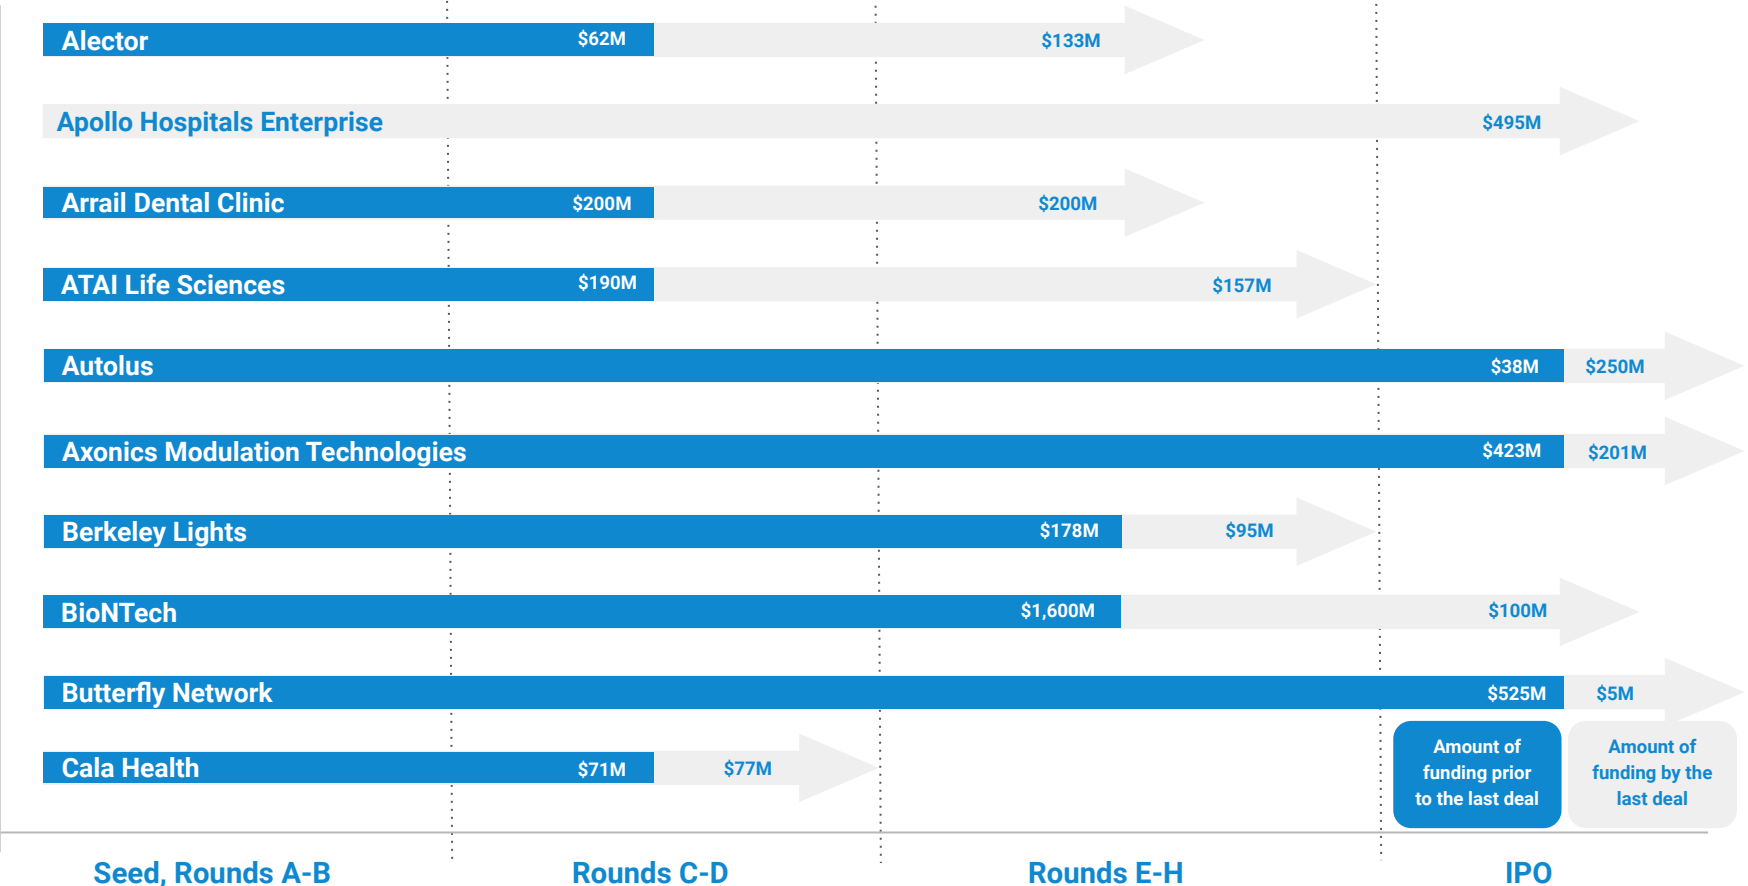 Alector $62M $133M
Apollo Hospitals Enterprise $495M
Arrail Dental Clinic $200M $200M
ATAI Life Sciences $190M $157M
Autolus $38M $250M
Axonics Modulation Technologies $423M $201M
Berkeley Lights $178M $95M
BioNTech $1,600M $100M
Butterfly Network $525M $5M
Cala Health $71M $77M
Amount of
funding prior
to the last deal
Amount of
funding by the
last deal
Seed, Rounds A-B Rounds C-D Rounds E-H IPO